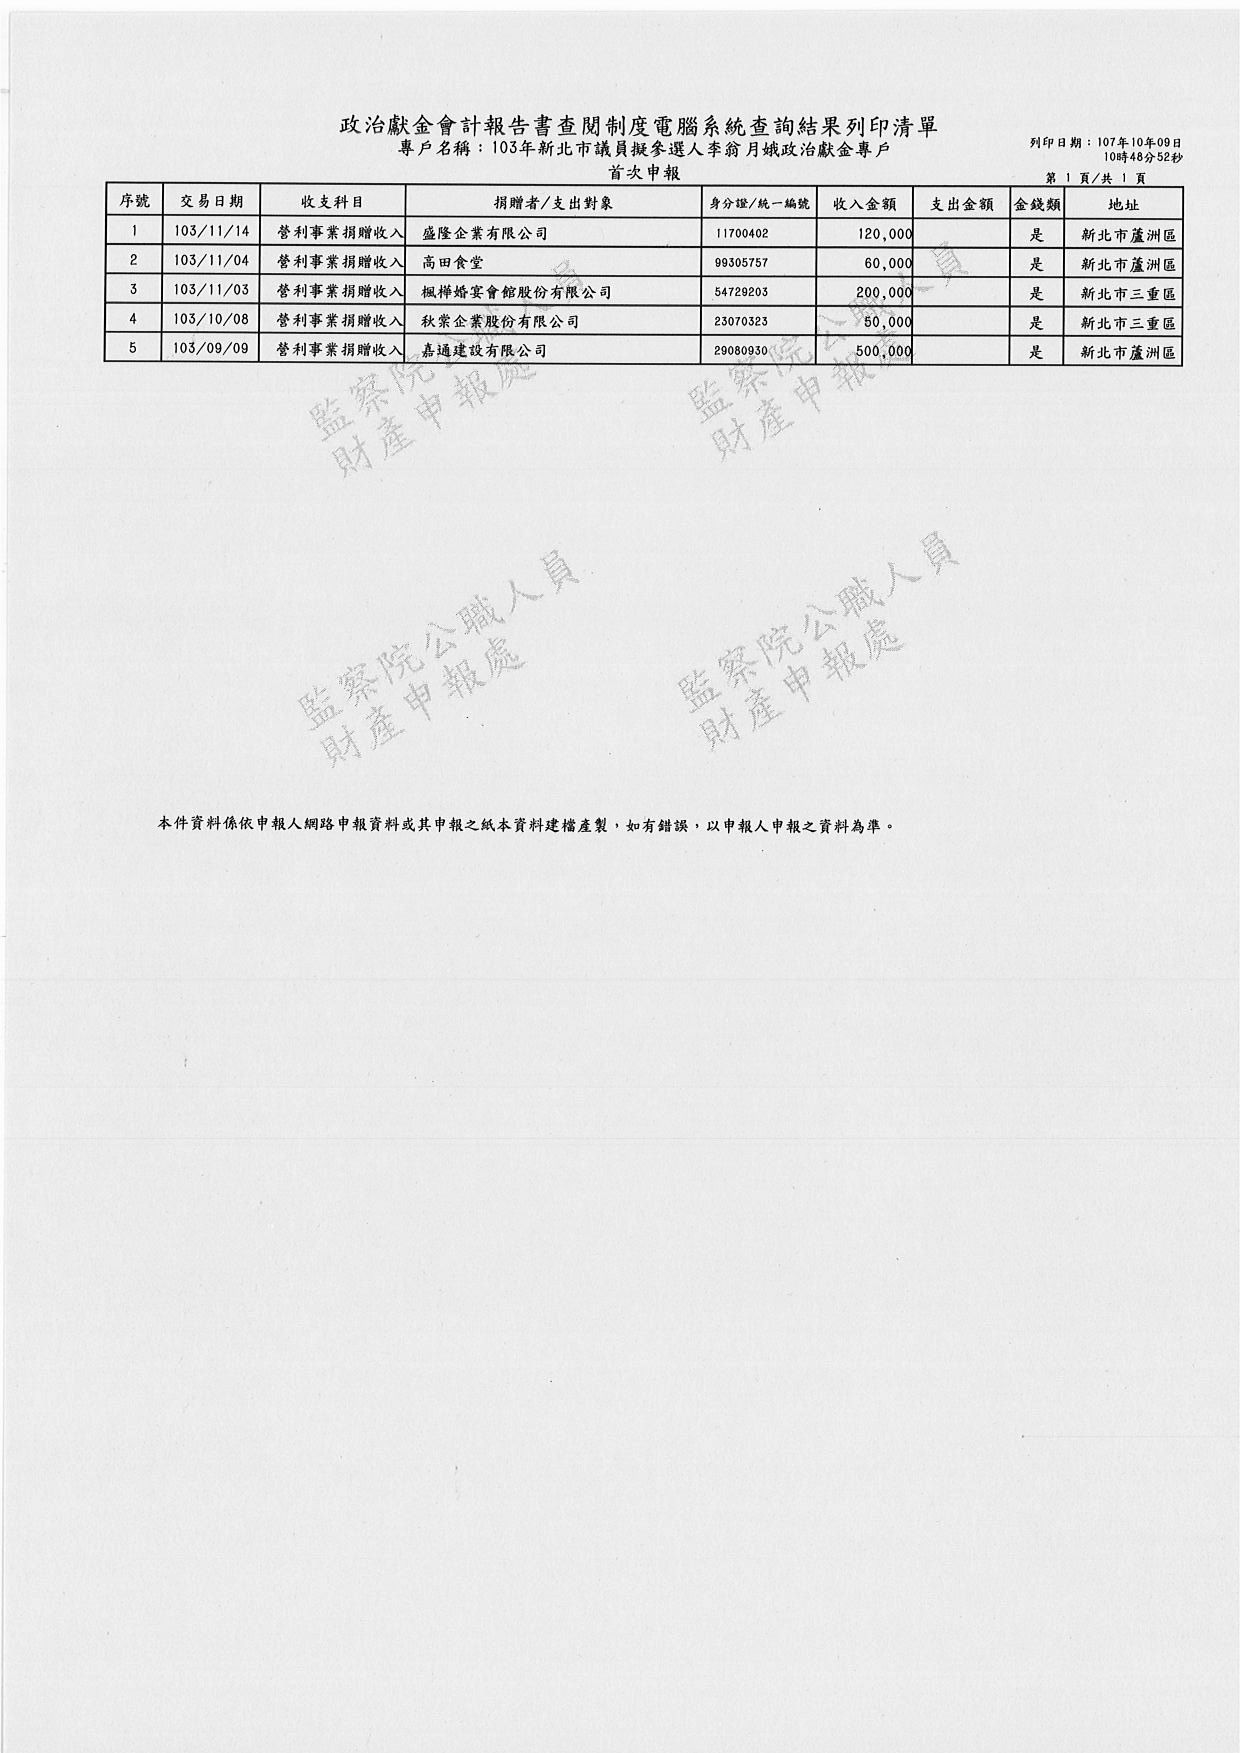 政治獻金會計報告書查閱制度電腦系統查詢結果列印清單
專戶名稱：103年新北市議員擬參選人李翁月娥政治獻金專戶
首次申報
列印日期：107年10年09日
10時48分52秒
第 1 頁/共 1 頁
序號 交易日期 收支科目 捐贈者/支出對象 身分證/統一編號 收入金額 支出金額 金錢類 地址
1 103/11/14 營利事業捐贈收入 盛隆企業有限公司 11700402 120,000 是 新北市蘆洲區
2 103/11/04 營利事業捐贈收入 高田食堂 99305757 60,000 是 新北市蘆洲區
3 103/11/03 營利事業捐贈收入 楓樺婚宴會館股份有限公司 54729203 200,000 是 新北市三重區
4 103/10/08 營利事業捐贈收入 秋棠企業股份有限公司 23070323 50,000 是 新北市三重區
5 103/09/09 營利事業捐贈收入 嘉通建設有限公司 29080930 500,000 是 新北市蘆洲區
監察院公職人員
財產申報處
監察院公職人員
財產申報處
監察院公職人員
財產申報處
監察院公職人員
財產申報處
本件資料係依申報人網路申報資料或其申報之紙本資料建檔產製，如有錯誤，以申報人申報之資料為準。